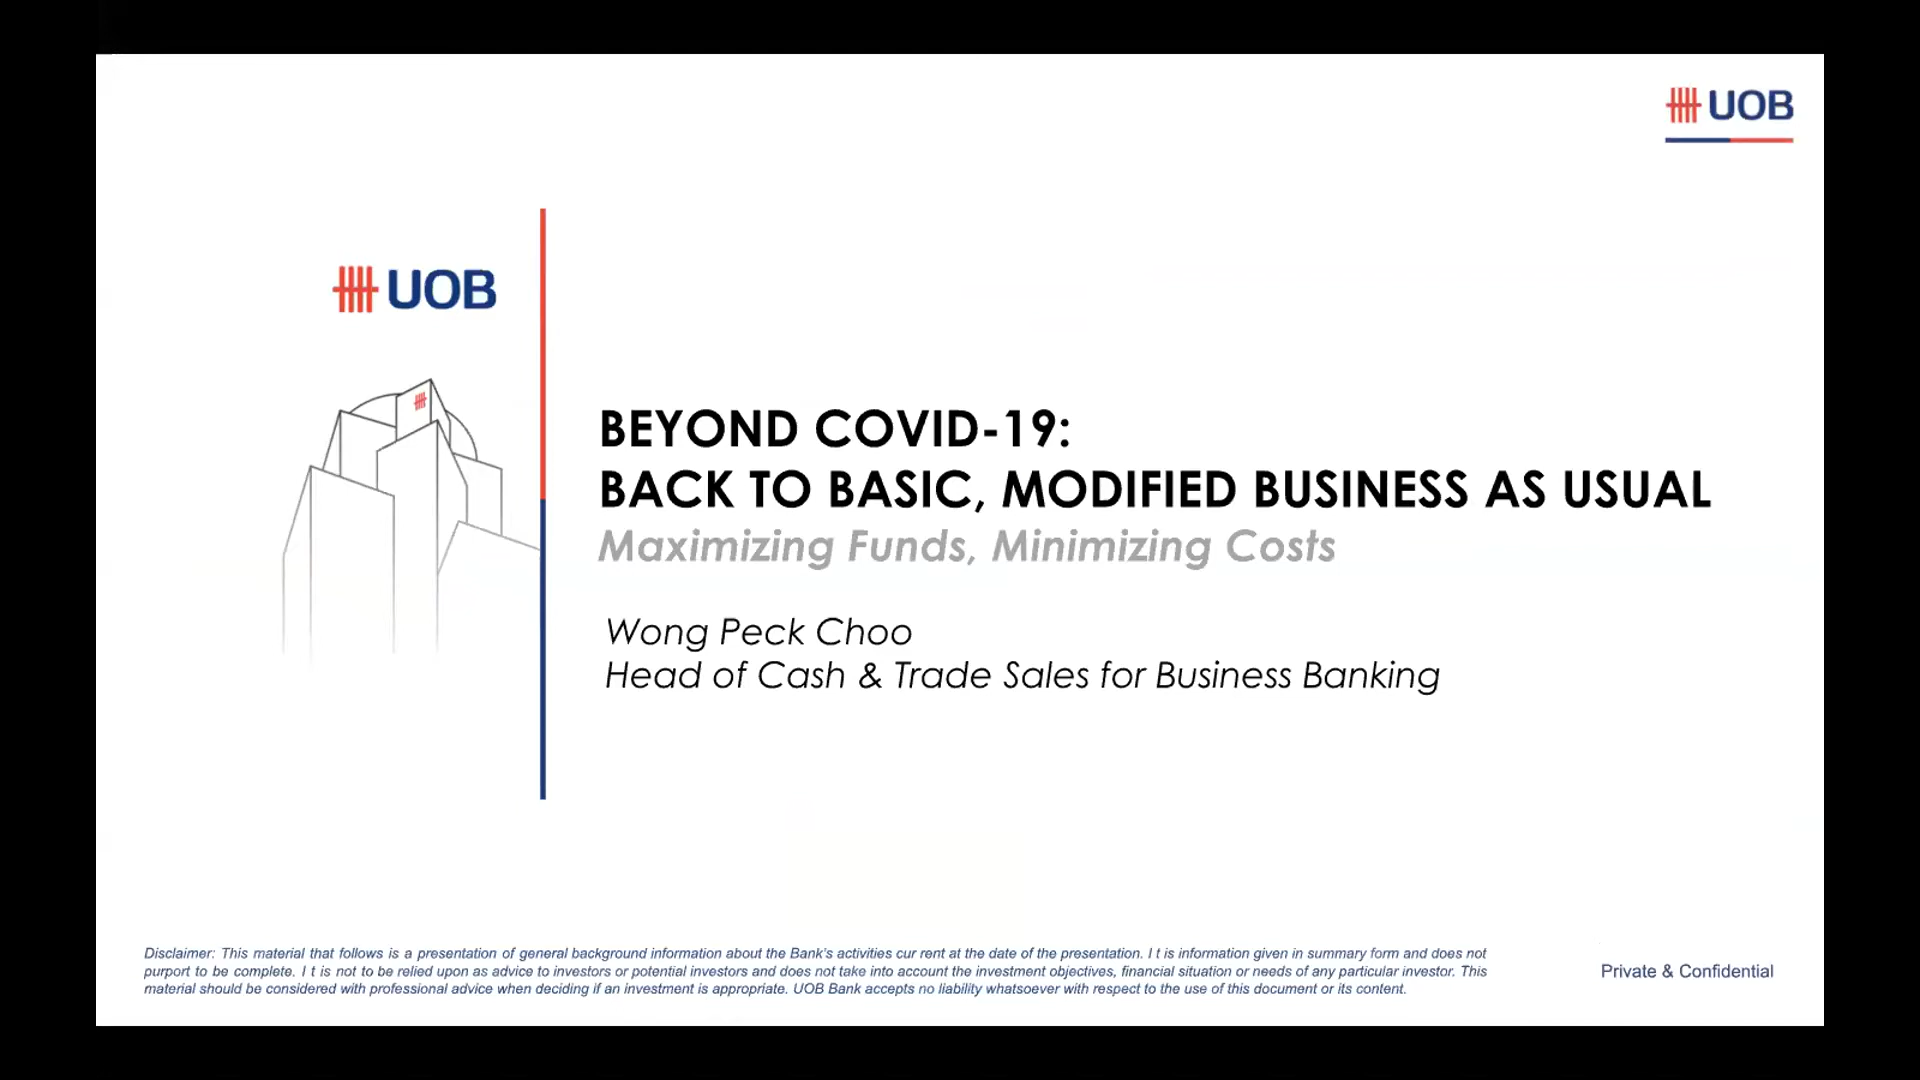 UOB
UOB
BEYOND COVID-19:
BACK TO BASIC, MODIFIED BUSINESS AS USUAL
Maximizing Funds, Minimizing Costs
Wong Peck Choo
Head of Cash & Trade Sales for Business Banking
Disclaimer: This material that follows is a presentation of general background information about the Bank's activities cur rent at the date of the presentation. I t is information given in summary form and does not
purport to be complete. I t is not to be relied upon as advice to investors or potential investors and does not take into account the investment objectives, financial situation or needs of any particular investor. This
material should be considered with professional advice when deciding if an investment is appropriate. UOB Bank accepts no liability whatsoever with respect to the use of this document or its content.
Private & Confidential